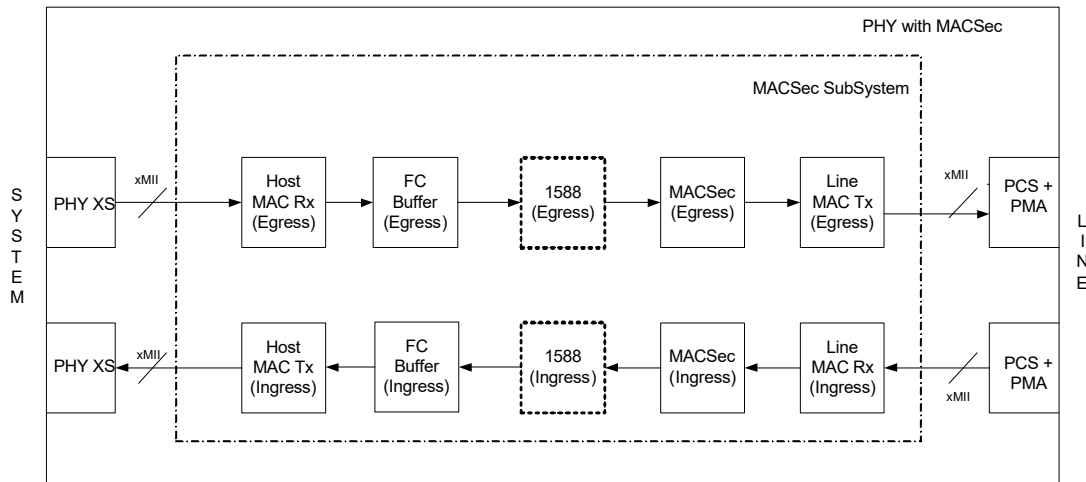 PHY with MACSec
MACSec SubSystem
SYSTEM
PHY XS
xMII
Host
MAC Rx
(Egress)
FC
Buffer
(Egress)
1588
(Egress)
MACSec
(Egress)
Line
MAC Tx
(Egress)
xMII
PCS +
PMA
LINE
PHY XS
xMII
Host
MAC Tx
(Ingress)
FC
Buffer
(Ingress)
1588
(Ingress)
MACSec
(Ingress)
Line
MAC Rx
(Ingress)
xMII
PCS +
PMA